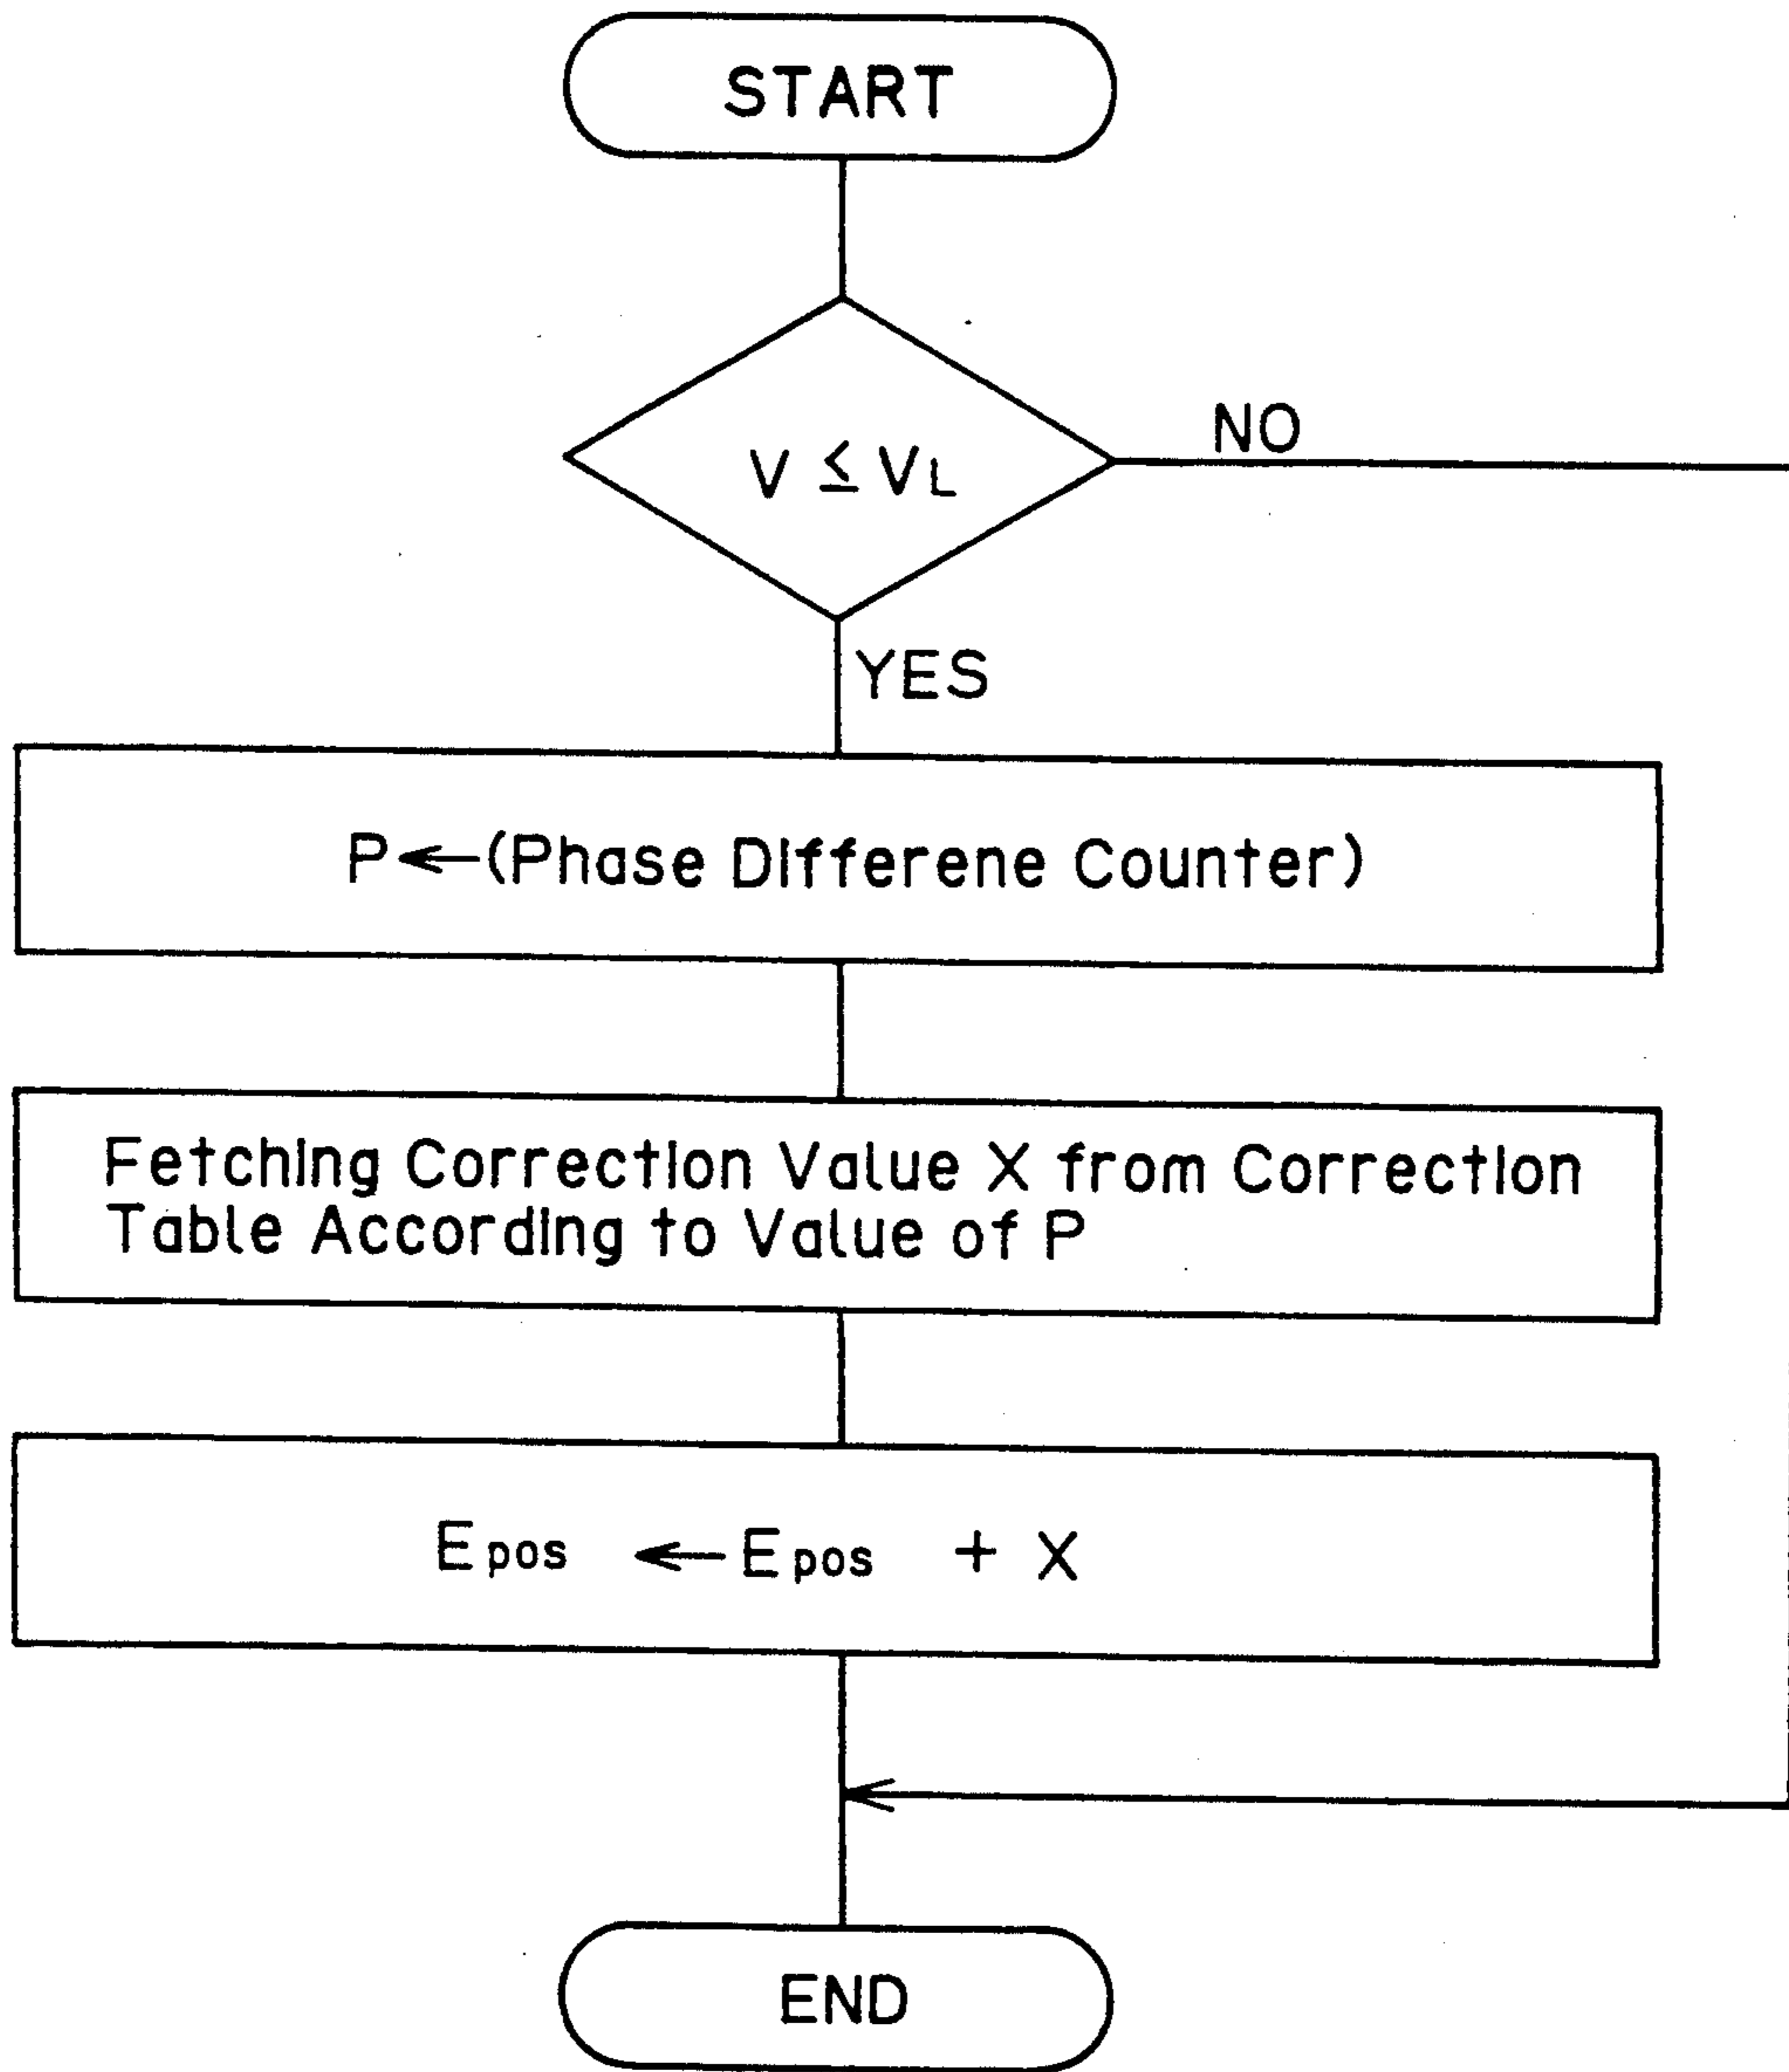 START
V ≤ VL
NO
YES
P←(Phase Differene Counter)
Fetching Correction Value X from Correction
Table According to Value of P
Epos ← Epos + X
END